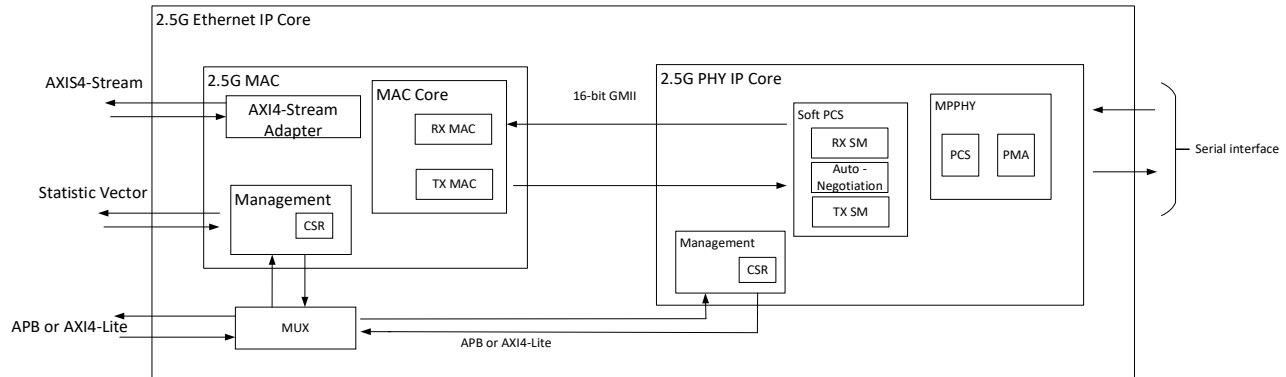 2.5G Ethernet IP Core
AXIS4-Stream
2.5G MAC
AXI4-Stream
Adapter
MAC Core
RX MAC
TX MAC
Statistic Vector
Management
CSR
APB or AXI4-Lite
MUX
16-bit GMII
2.5G PHY IP Core
Soft PCS
RX SM
Auto -
Negotiation
TX SM
MPPHY
PCS
PMA
Management
CSR
APB or AXI4-Lite
Serial interface